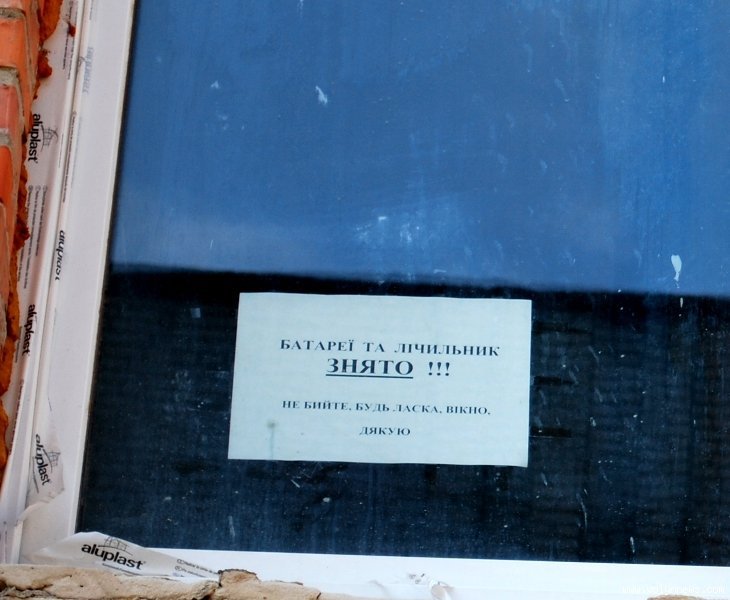 БАТАРЕЇ ТА ЛІЧИЛЬНИК
ЗНЯТО !!!
НЕ БИЙТЕ, БУДЬ ЛАСКА, ВІКНО.
ДЯКУЮ
aluplast
aluplast
aluplast
aluplast
aluplast